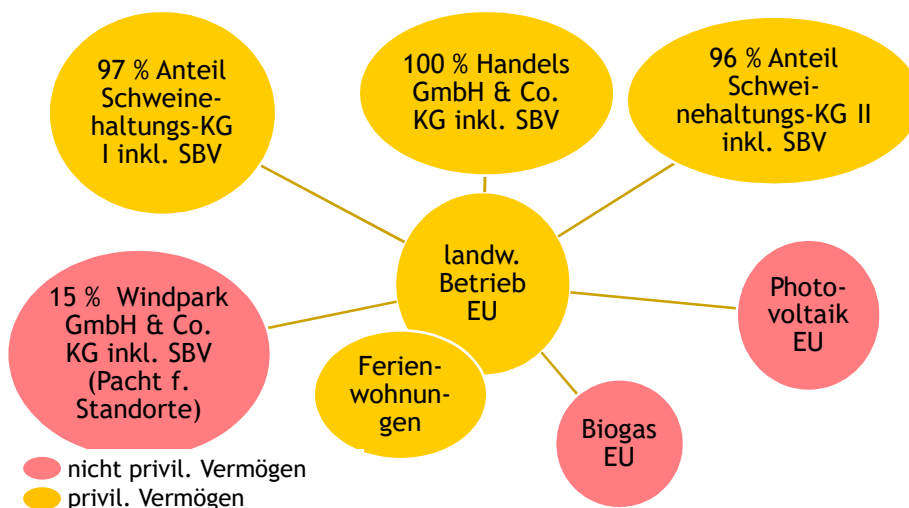 97 % Anteil
Schweine-
haltungs-KG
I inkl. SBV
100 % Handels
GmbH & Co.
KG inkl. SBV
96 % Anteil
Schwei-
nehaltungs-KG II
inkl. SBV
landw.
Betrieb
EU
15 % Windpark
GmbH & Co.
KG inkl. SBV
(Pacht f.
Standorte)
Photo-
voltaik
EU
Ferien-
wohnun-
gen
Biogas
EU
nicht privil. Vermögen
privil. Vermögen